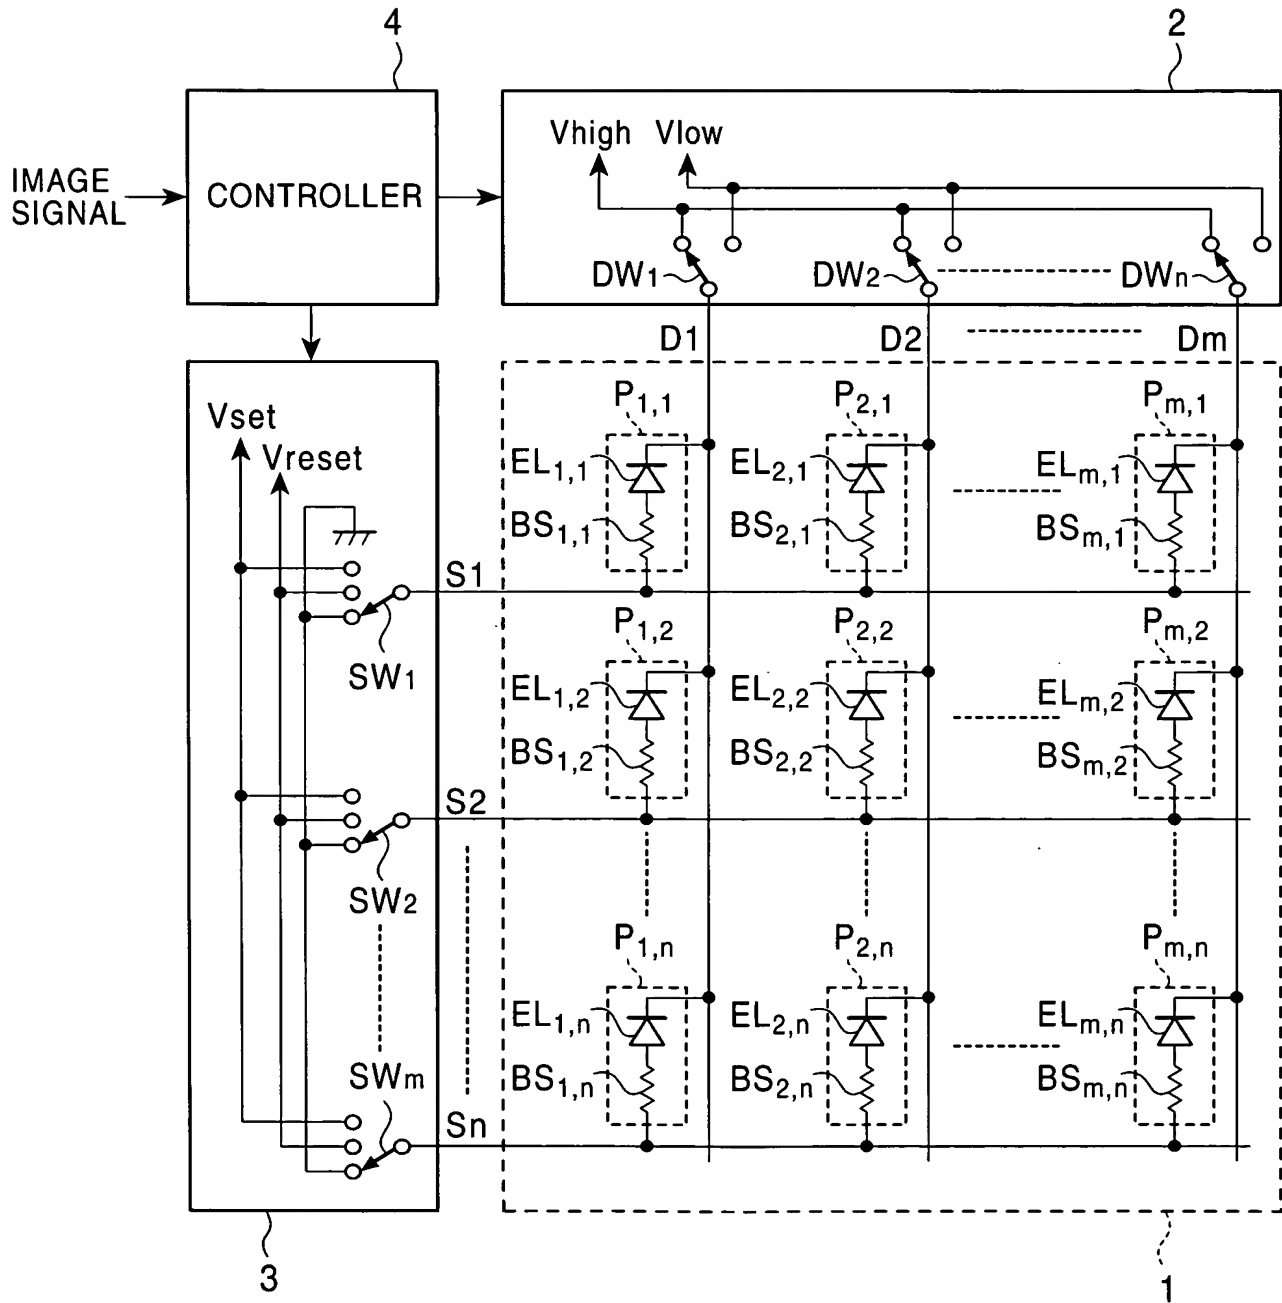 4
2
Vhigh
Vlow
IMAGE
SIGNAL
CONTROLLER
DW1
DW2
DWn
D1
D2
Dm
Vset
Vreset
P1,1
P2,1
Pm,1
EL1,1
EL2,1
ELm,1
BS1,1
BS2,1
BSm,1
S1
SW1
P1,2
P2,2
Pm,2
EL1,2
EL2,2
ELm,2
BS1,2
BS2,2
BSm,2
S2
SW2
P1,n
P2,n
Pm,n
EL1,n
EL2,n
ELm,n
BS1,n
BS2,n
BSm,n
SWm
Sn
3
1